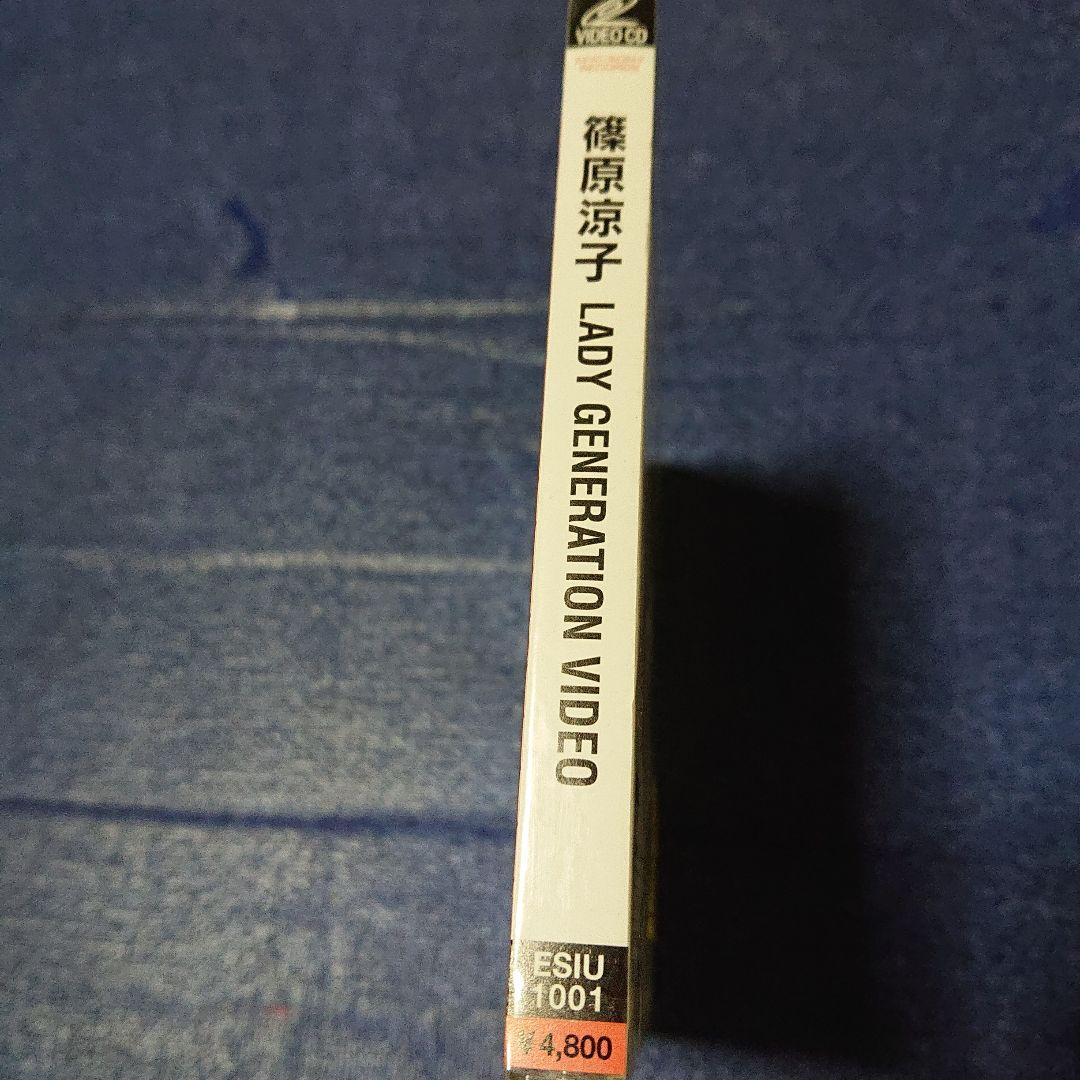 VIDEO CD
篠原涼子 LADY GENERATION VIDEO
ESIU
1001
¥4,800